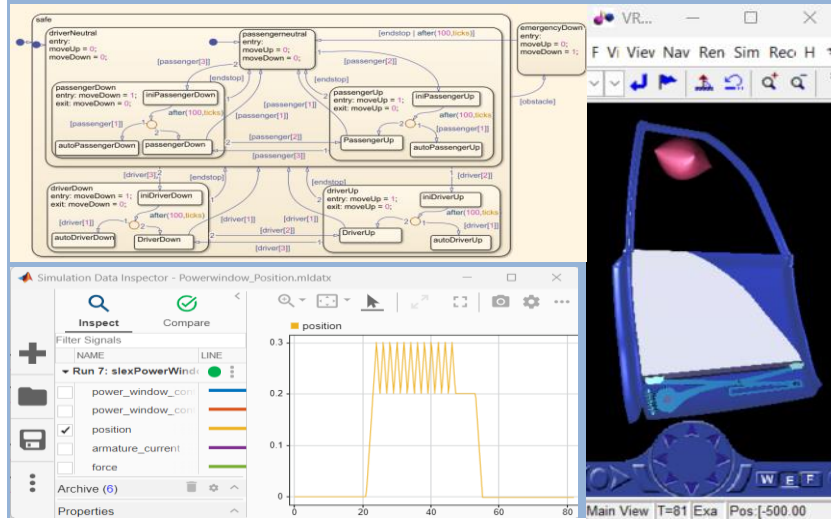 safe
driverNeutral
entry:
moveUp = 0;
moveDown = 0;
passengerneutral
entry:
moveUp = 0;
moveDown = 0;
[endstop | after(100,ticks)]
emergencyDown
entry:
moveUp = 0;
moveDown = 1;
[passenger[3]]
[endstop]
[endstop]
[passenger[2]]
passengerDown
entry: moveDown = 1;
exit: moveDown = 0;
iniPassengerDown
[passenger[1]]
[passenger[1]]
passengerUp
entry: moveUp = 1;
exit: moveUp = 0;
iniPassengerUp
[obstacle]
after(100,ticks)
after(100,ticks)
[passenger[1]]
[passenger[1]]
autoPassengerDown
passengerDown
[passenger[2]]
[passenger[3]]
PassengerUp
autoPassengerUp
[driver[3]]
[endstop]
[endstop]
[driver[2]]
driverDown
entry: moveDown = 1;
exit: moveDown = 0;
iniDriverDown
driverUp
entry: moveUp = 1;
exit: moveUp = 0;
iniDriverUp
after(100,ticks)
after(100,ticks)
[driver[1]]
[driver[1]]
[driver[1]]
[driver[1]]
autoDriverDown
DriverDown
[driver[2]]
[driver[3]]
DriverUp
autoDriverUp
Simulation Data Inspector - Powerwindow_Position.mldatx
Inspect
Compare
Filter Signals
NAME
LINE
Run 7: slexPowerWind
power_window_con
power_window_con
position
armature_current
force
Archive (6)
Properties
position
0.3
0.2
0.1
0
0
20
40
60
80
VR...
F Vi View Nav Ren Sim Rec H
W E F
Main View T=81 Exa Pos:[-500.00